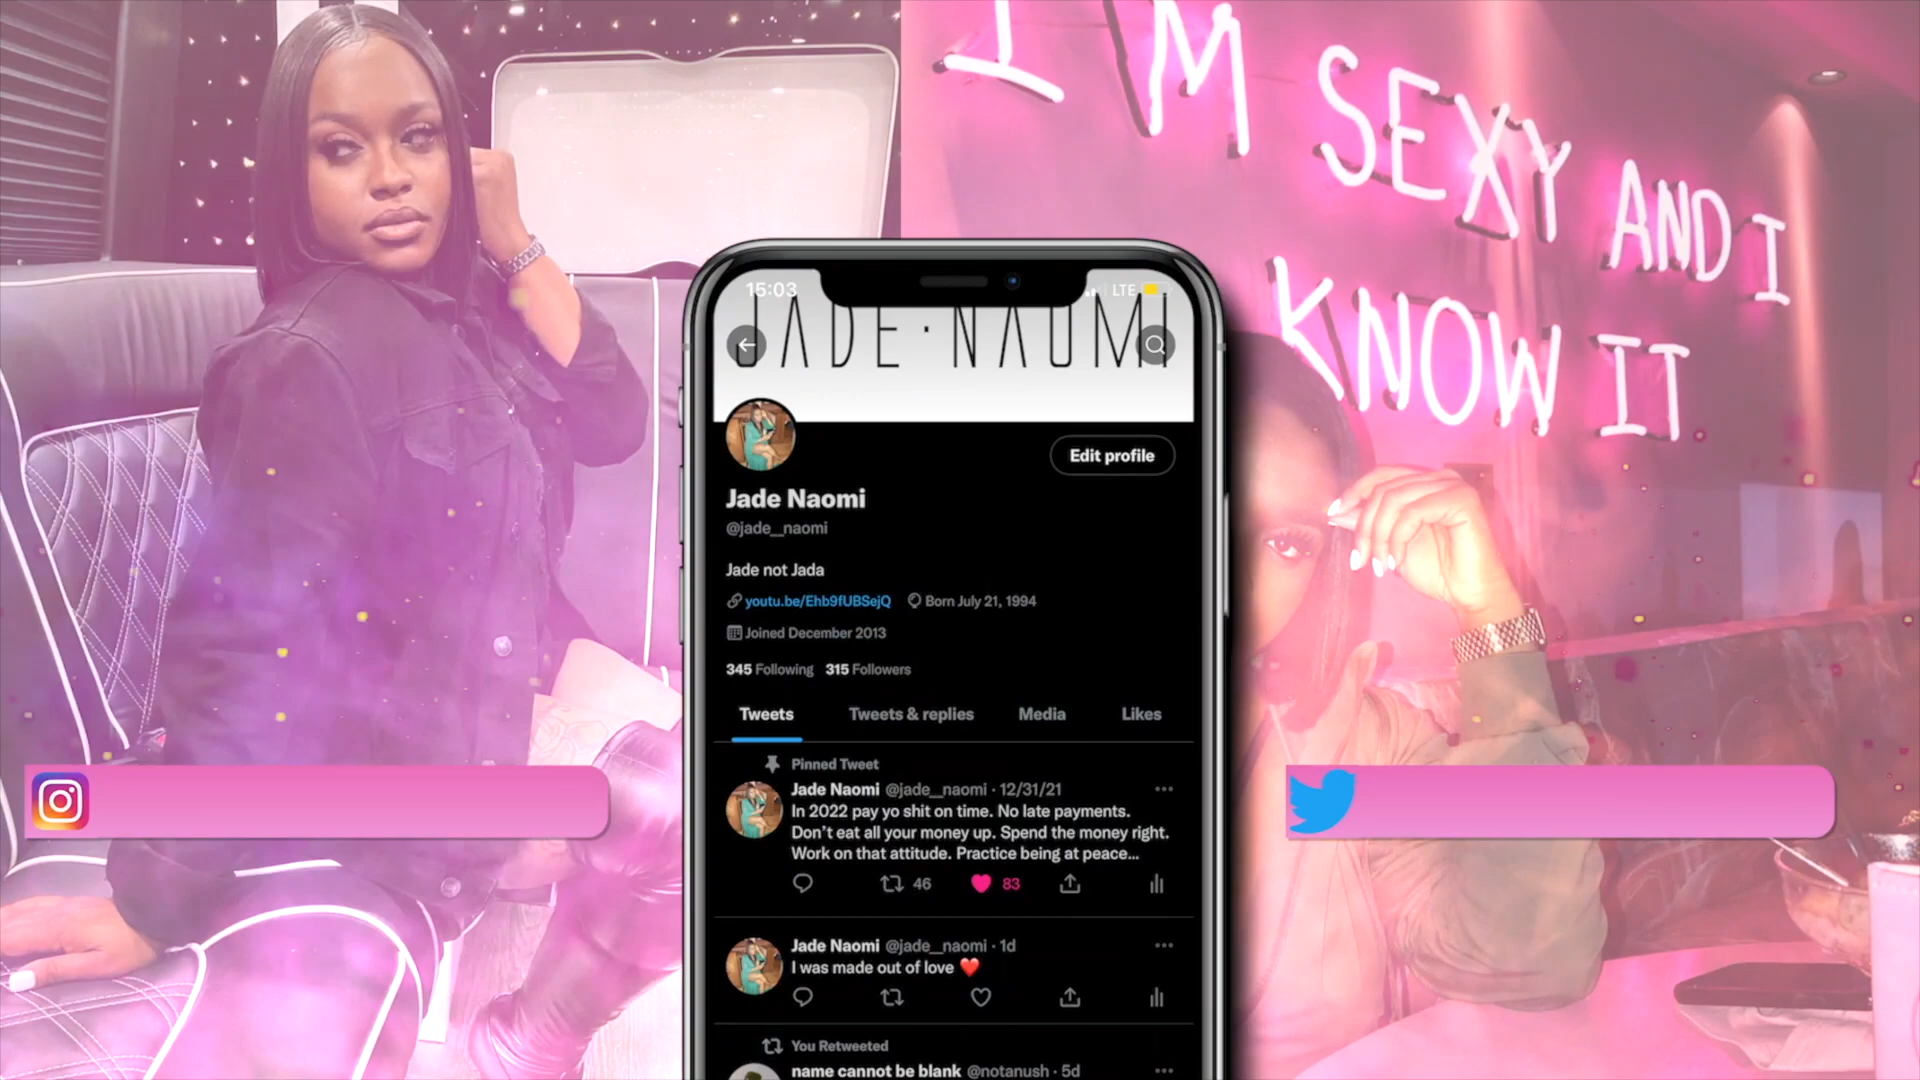 I'M SEXY AND I
KNOW IT
15:03
LTE
JADE·NAOMI
Edit profile
Jade Naomi
@jade__naomi
Jade not Jada
youtu.be/Ehb9fUBSejQ Born July 21, 1994
Joined December 2013
345 Following 315 Followers
Tweets Tweets & replies Media Likes
Pinned Tweet
Jade Naomi @jade__naomi · 12/31/21
In 2022 pay yo shit on time. No late payments.
Don't eat all your money up. Spend the money right.
Work on that attitude. Practice being at peace...
46 83
Jade Naomi @jade__naomi · 1d
I was made out of love ❤️
You Retweeted
name cannot be blank @notanush · 5d